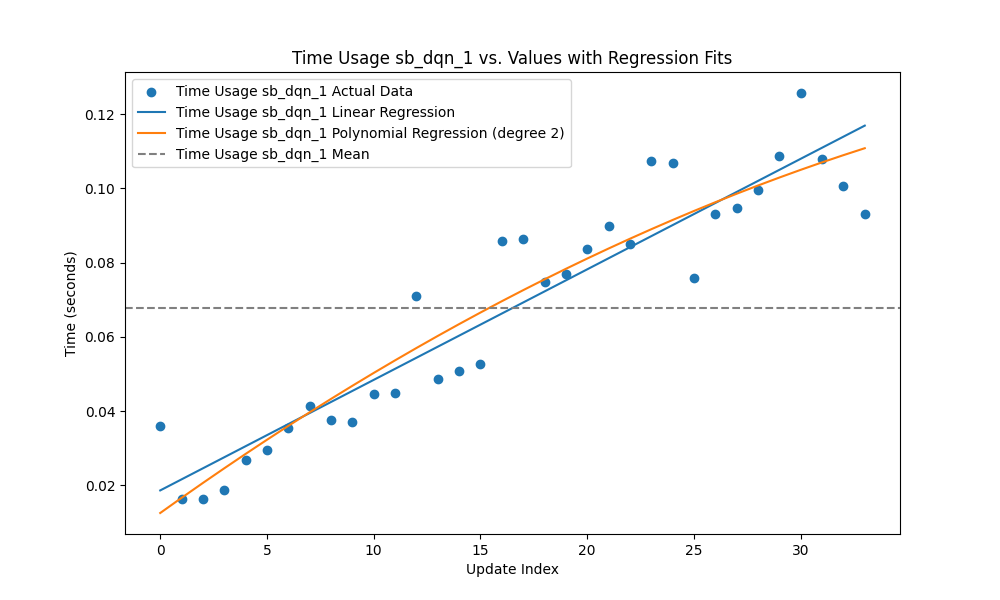 Time Usage sb_dqn_1 vs. Values with Regression Fits
Time Usage sb_dqn_1 Actual Data
Time Usage sb_dqn_1 Linear Regression
Time Usage sb_dqn_1 Polynomial Regression (degree 2)
Time Usage sb_dqn_1 Mean
Time (seconds)
0.12
0.10
0.08
0.06
0.04
0.02
0 5 10 15 20 25 30
Update Index